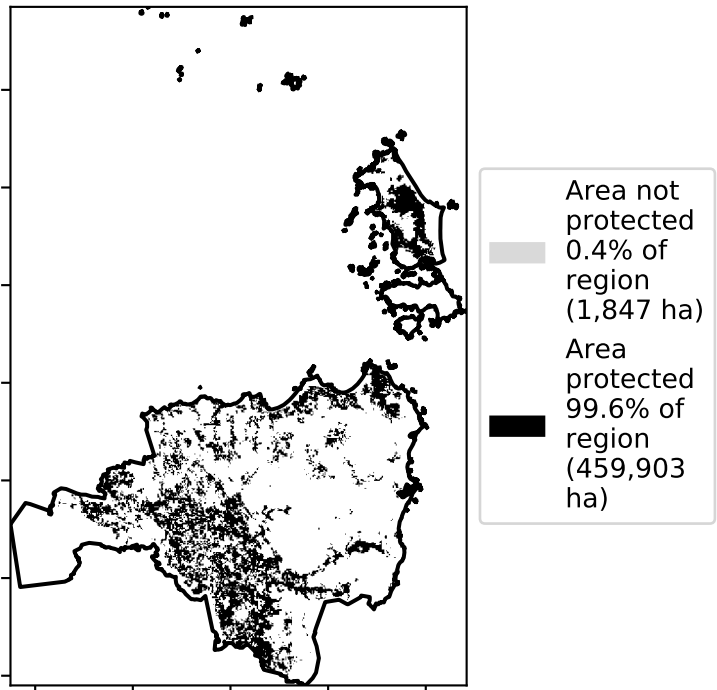 Area not
protected
0.4% of
region
(1,847 ha)
Area
protected
99.6% of
region
(459,903
ha)